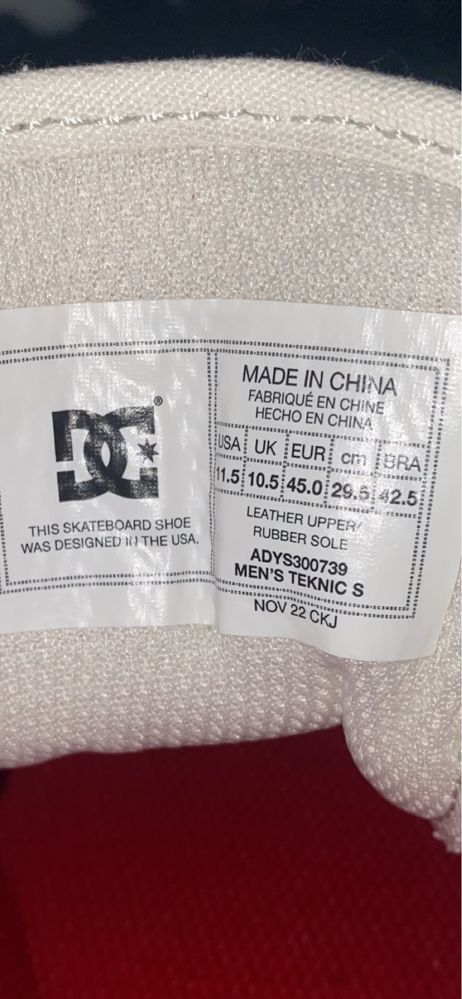 DC®
THIS SKATEBOARD SHOE
WAS DESIGNED IN THE USA.
MADE IN CHINA
FABRIQUÉ EN CHINE
HECHO EN CHINA
USA UK EUR cm BRA
11.5 10.5 45.0 29.5 42.5
LEATHER UPPER/
RUBBER SOLE
ADYS300739
MEN'S TEKNIC S
NOV 22 CKJ